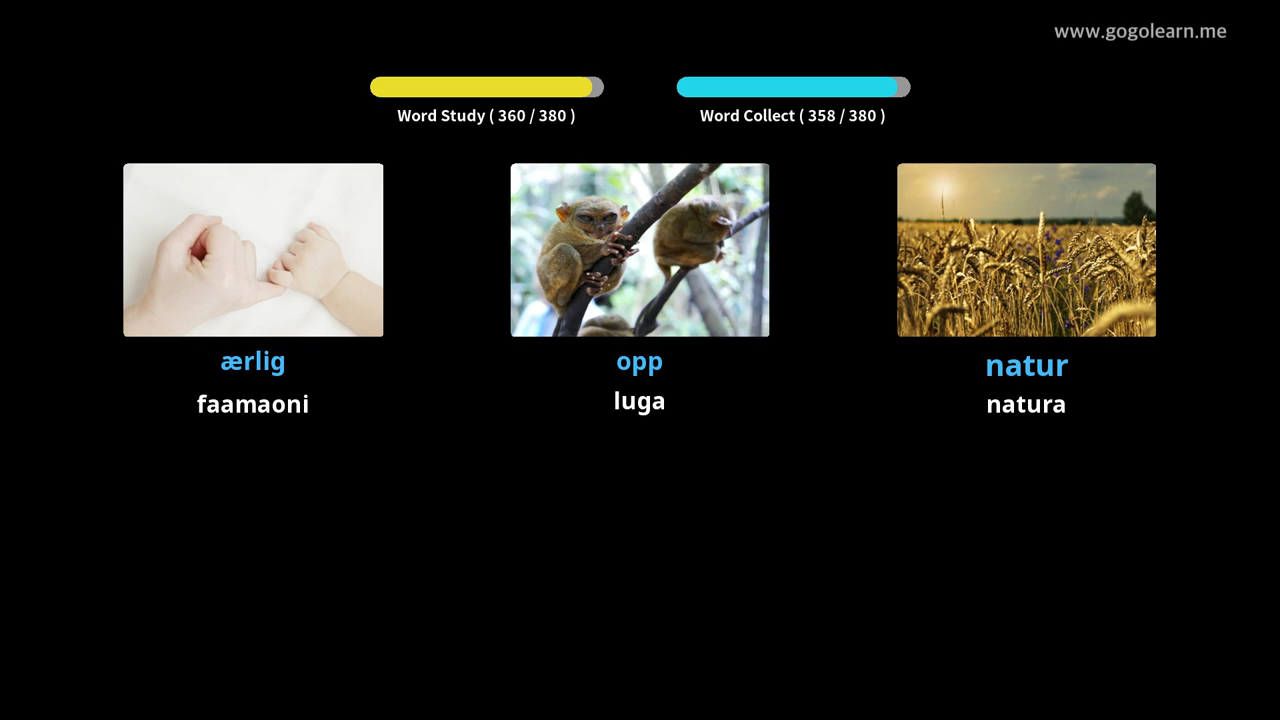 www.gogolearn.me
Word Study ( 360 / 380 )
Word Collect ( 358 / 380 )
ærlig
faamaoni
opp
luga
natur
natura